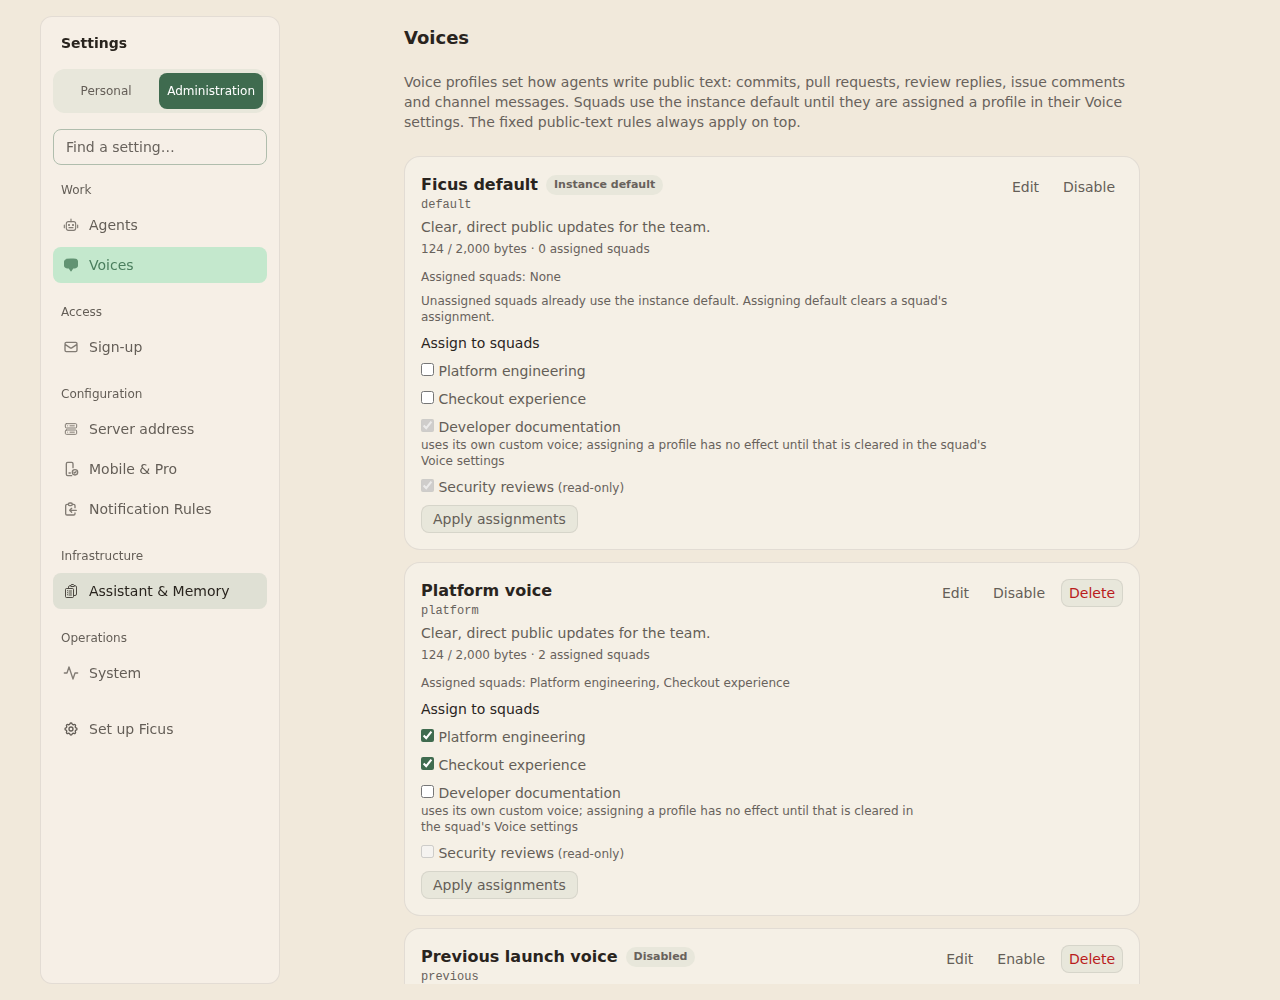 Settings
Personal
Administration
Find a setting...
Work
Agents
Voices
Access
Sign-up
Configuration
Server address
Mobile & Pro
Notification Rules
Infrastructure
Assistant & Memory
Operations
System
Set up Ficus
Voices
Voice profiles set how agents write public text: commits, pull requests, review replies, issue comments
and channel messages. Squads use the instance default until they are assigned a profile in their Voice
settings. The fixed public-text rules always apply on top.
Ficus default
Instance default
Edit
Disable
default
Clear, direct public updates for the team.
124 / 2,000 bytes · 0 assigned squads
Assigned squads: None
Unassigned squads already use the instance default. Assigning default clears a squad's
assignment.
Assign to squads
Platform engineering
Checkout experience
Developer documentation
uses its own custom voice; assigning a profile has no effect until that is cleared in the squad's
Voice settings
Security reviews (read-only)
Apply assignments
Platform voice
Edit
Disable
Delete
platform
Clear, direct public updates for the team.
124 / 2,000 bytes · 2 assigned squads
Assigned squads: Platform engineering, Checkout experience
Assign to squads
Platform engineering
Checkout experience
Developer documentation
uses its own custom voice; assigning a profile has no effect until that is cleared in
the squad's Voice settings
Security reviews (read-only)
Apply assignments
Previous launch voice
Disabled
Edit
Enable
Delete
previous